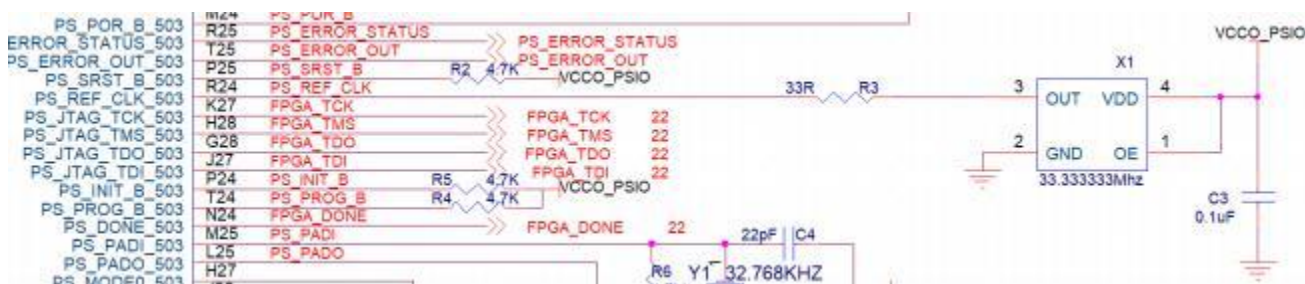 PS_POR_B_503 M24 PS_POR_B
ERROR_STATUS_503 R25 PS_ERROR_STATUS PS_ERROR_STATUS
PS_ERROR_OUT_503 T25 PS_ERROR_OUT PS_ERROR_OUT
PS_SRST_B_503 P25 PS_SRST_B R2 4.7K VCCO_PSIO
PS_REF_CLK_503 R24 PS_REF_CLK 33R R3
PS_JTAG_TCK_503 K27 FPGA_TCK FPGA_TCK 22
PS_JTAG_TMS_503 H28 FPGA_TMS FPGA_TMS 22
PS_JTAG_TDO_503 G28 FPGA_TDO FPGA_TDO 22
PS_JTAG_TDI_503 J27 FPGA_TDI FPGA_TDI 22
PS_INIT_B_503 P24 PS_INIT_B R5 4.7K VCCO_PSIO
PS_PROG_B_503 T24 PS_PROG_B R4 4.7K
PS_DONE_503 N24 FPGA_DONE FPGA_DONE 22
PS_PADI_503 M25 PS_PADI
PS_PADO_503 L25 PS_PADO
PS_MODE0_503 H27
22pF C4
R6 Y1 32.768KHZ
VCCO_PSIO
X1
3 OUT VDD 4
2 GND OE 1
33.333333Mhz
C3
0.1uF